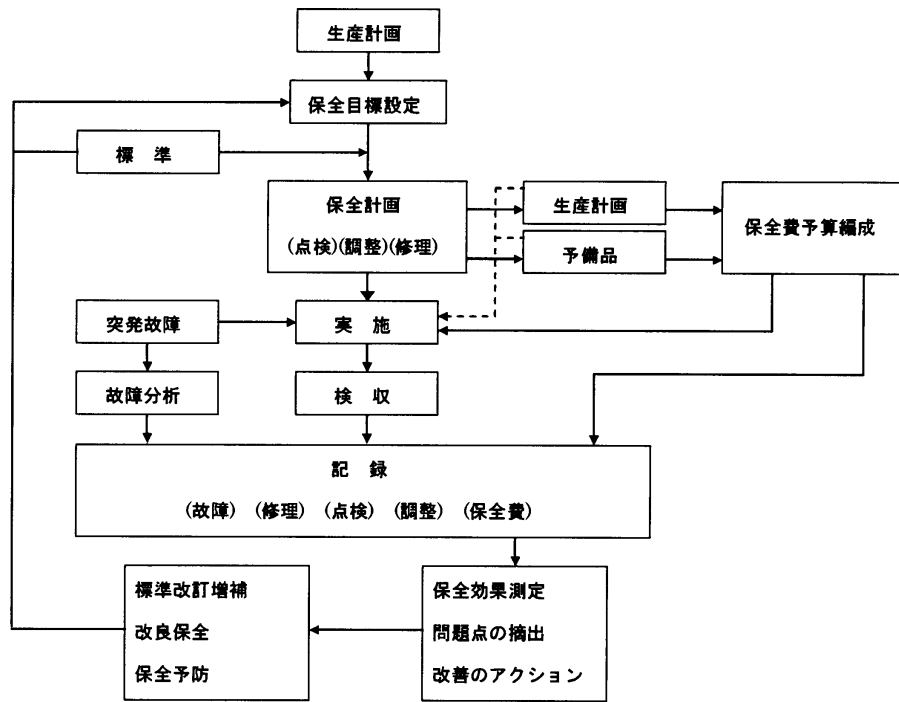 生産計画
保全目標設定
標　準
保全計画
(点検)(調整)(修理)
生産計画
予備品
保全費予算編成
突発故障
実　施
故障分析
検　収
記　録
(故障)　(修理)　(点検)　(調整)　(保全費)
標準改訂増補
改良保全
保全予防
保全効果測定
問題点の摘出
改善のアクション